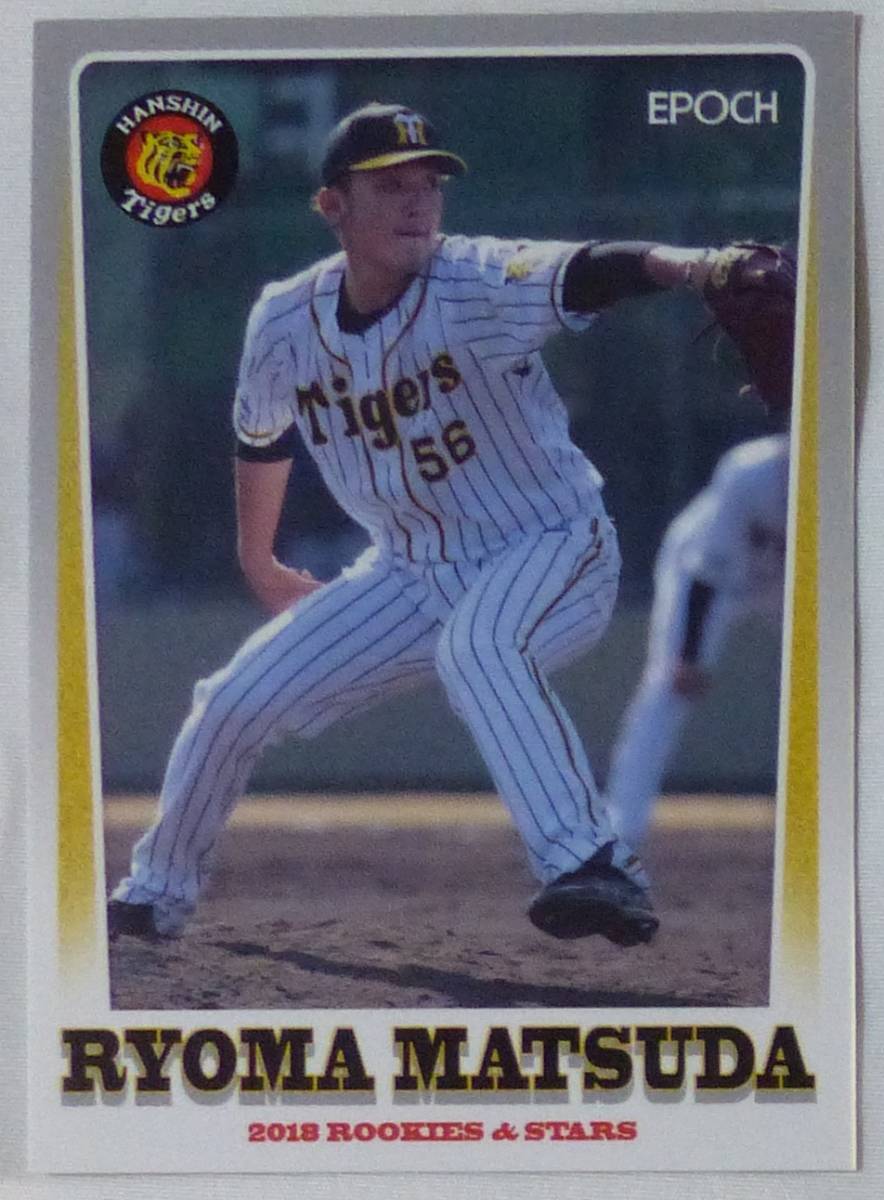 HANSHIN
Tigers
EPOCH
Tigers
56
RYOMA MATSUDA
2018 ROOKIES & STARS